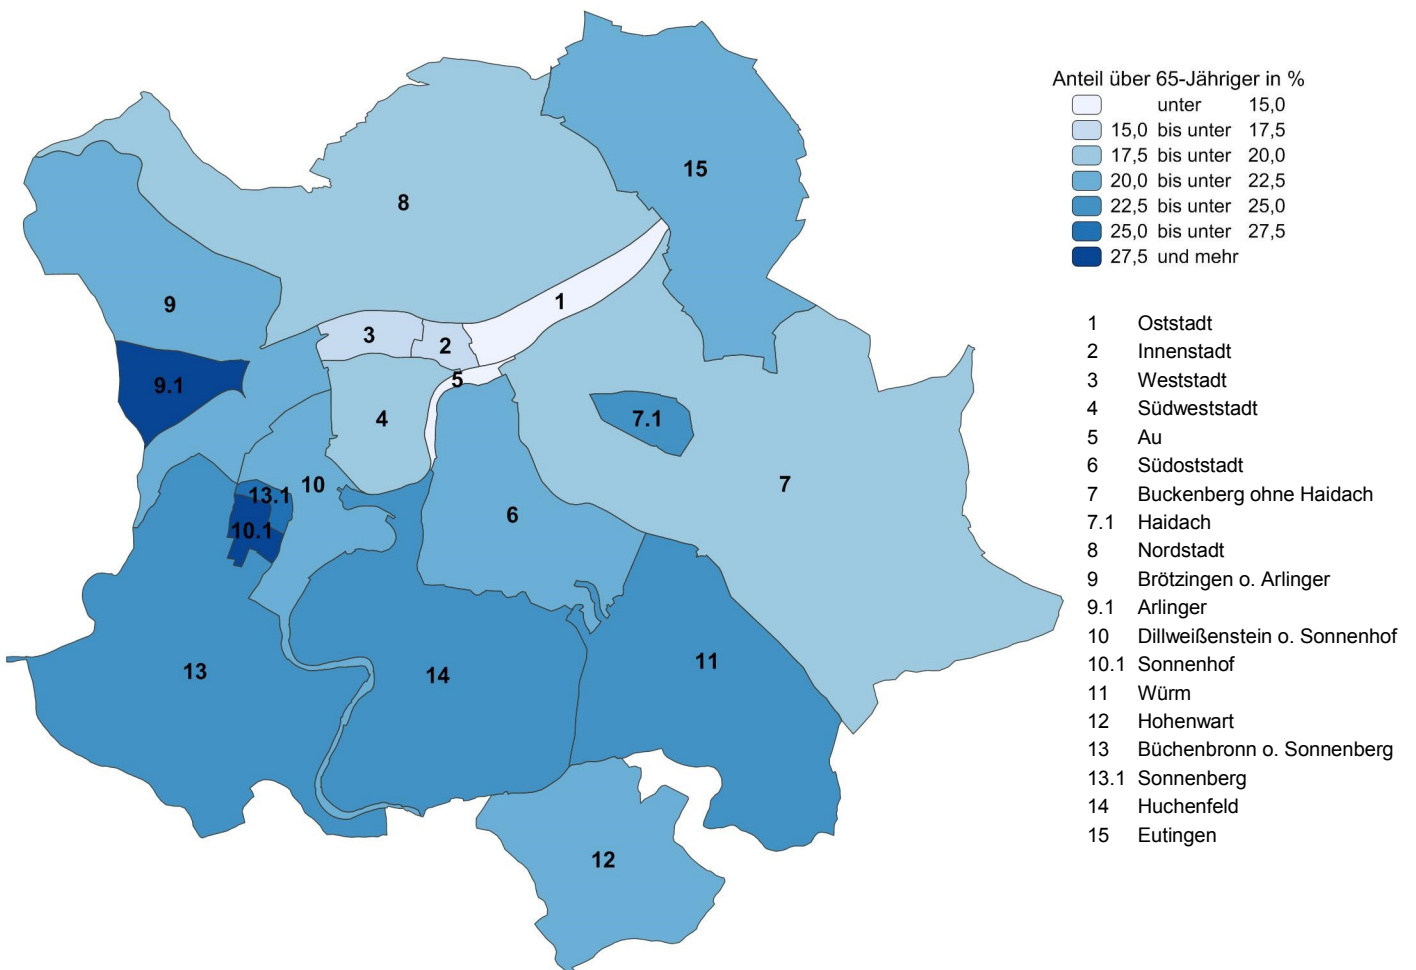 Anteil über 65-Jähriger in %
unter 15,0
15,0 bis unter 17,5
17,5 bis unter 20,0
20,0 bis unter 22,5
22,5 bis unter 25,0
25,0 bis unter 27,5
27,5 und mehr
15
8
1
9
3
2
5
9.1
4
7.1
10
7
13.1
6
10.1
11
13
14
12
1 Oststadt
2 Innenstadt
3 Weststadt
4 Südweststadt
5 Au
6 Südoststadt
7 Buckenberg ohne Haidach
7.1 Haidach
8 Nordstadt
9 Brötzingen o. Arlinger
9.1 Arlinger
10 Dillweißenstein o. Sonnenhof
10.1 Sonnenhof
11 Würm
12 Hohenwart
13 Büchenbronn o. Sonnenberg
13.1 Sonnenberg
14 Huchenfeld
15 Eutingen